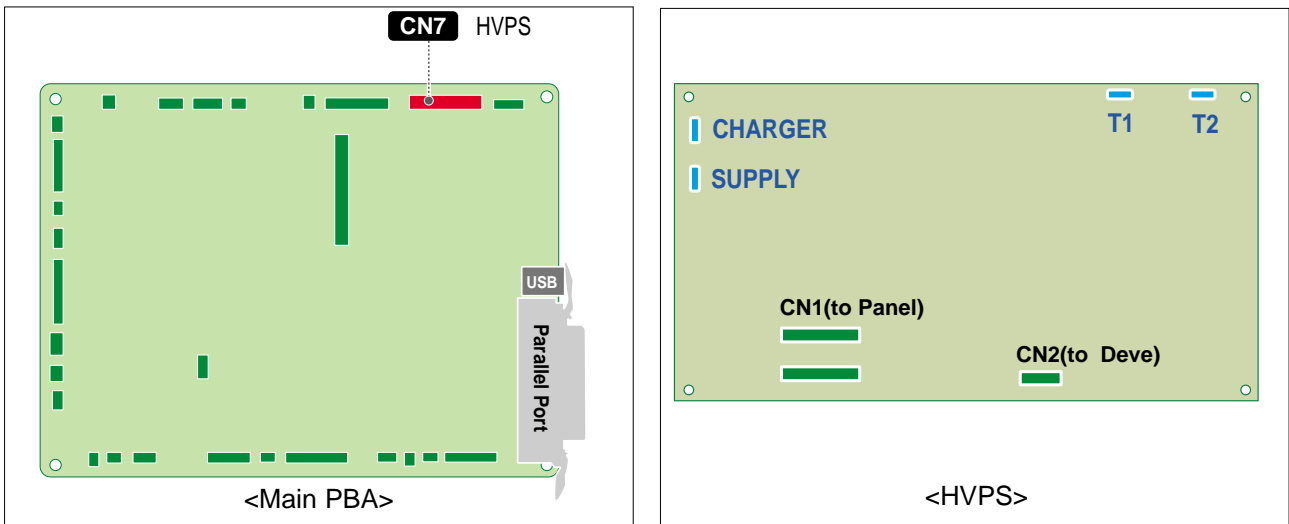 CN7 HVPS
USB
Parallel Port
<Main PBA>
T1 T2
CHARGER
SUPPLY
CN1(to Panel)
CN2(to Deve)
<HVPS>